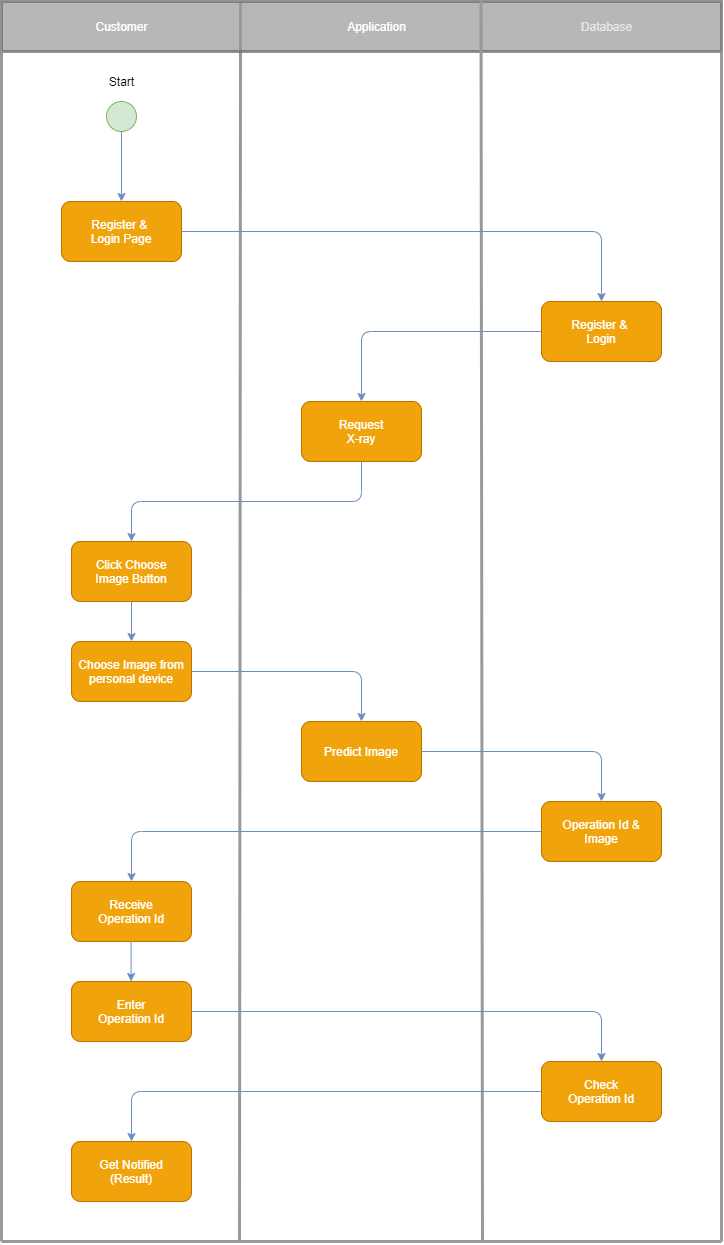 Customer
Application
Database
Start
Register &
Login Page
Register &
Login
Request
X-ray
Click Choose
Image Button
Choose Image from
personal device
Predict Image
Operation Id &
Image
Receive
Operation Id
Enter
Operation Id
Check
Operation Id
Get Notified
(Result)